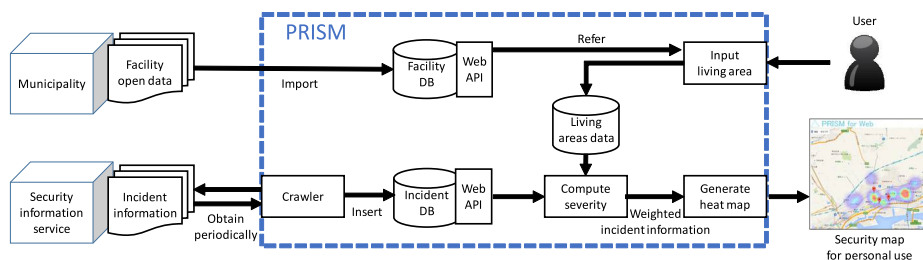 PRISM
User
Municipality
Facility
open data
Import
Facility
DB
Web
API
Refer
Input
living area
Living
areas data
PRISM for Web
Security
information
service
Incident
information
Obtain
periodically
Crawler
Insert
Incident
DB
Web
API
Compute
severity
Weighted
incident information
Generate
heat map
Security map
for personal use